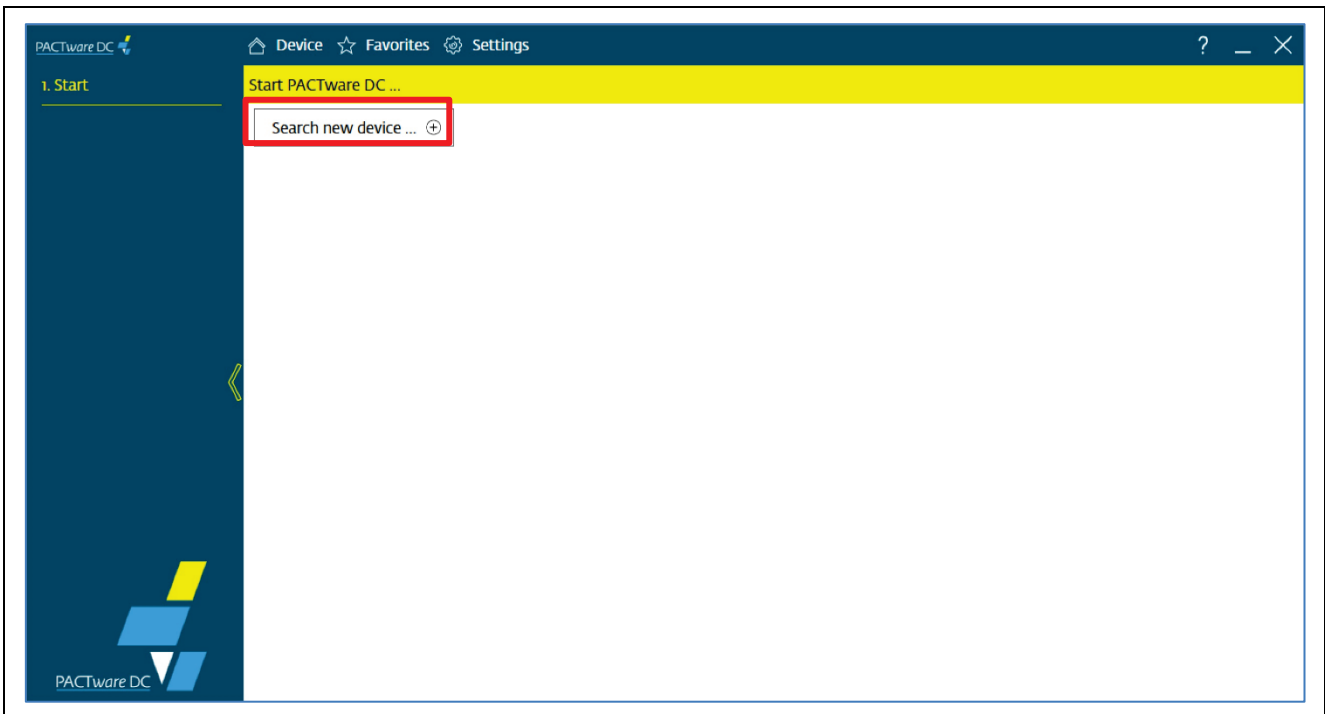 PACTware DC Device Favorites Settings ?
1. Start
Start PACTware DC ...
Search new device ...
PACTware DC